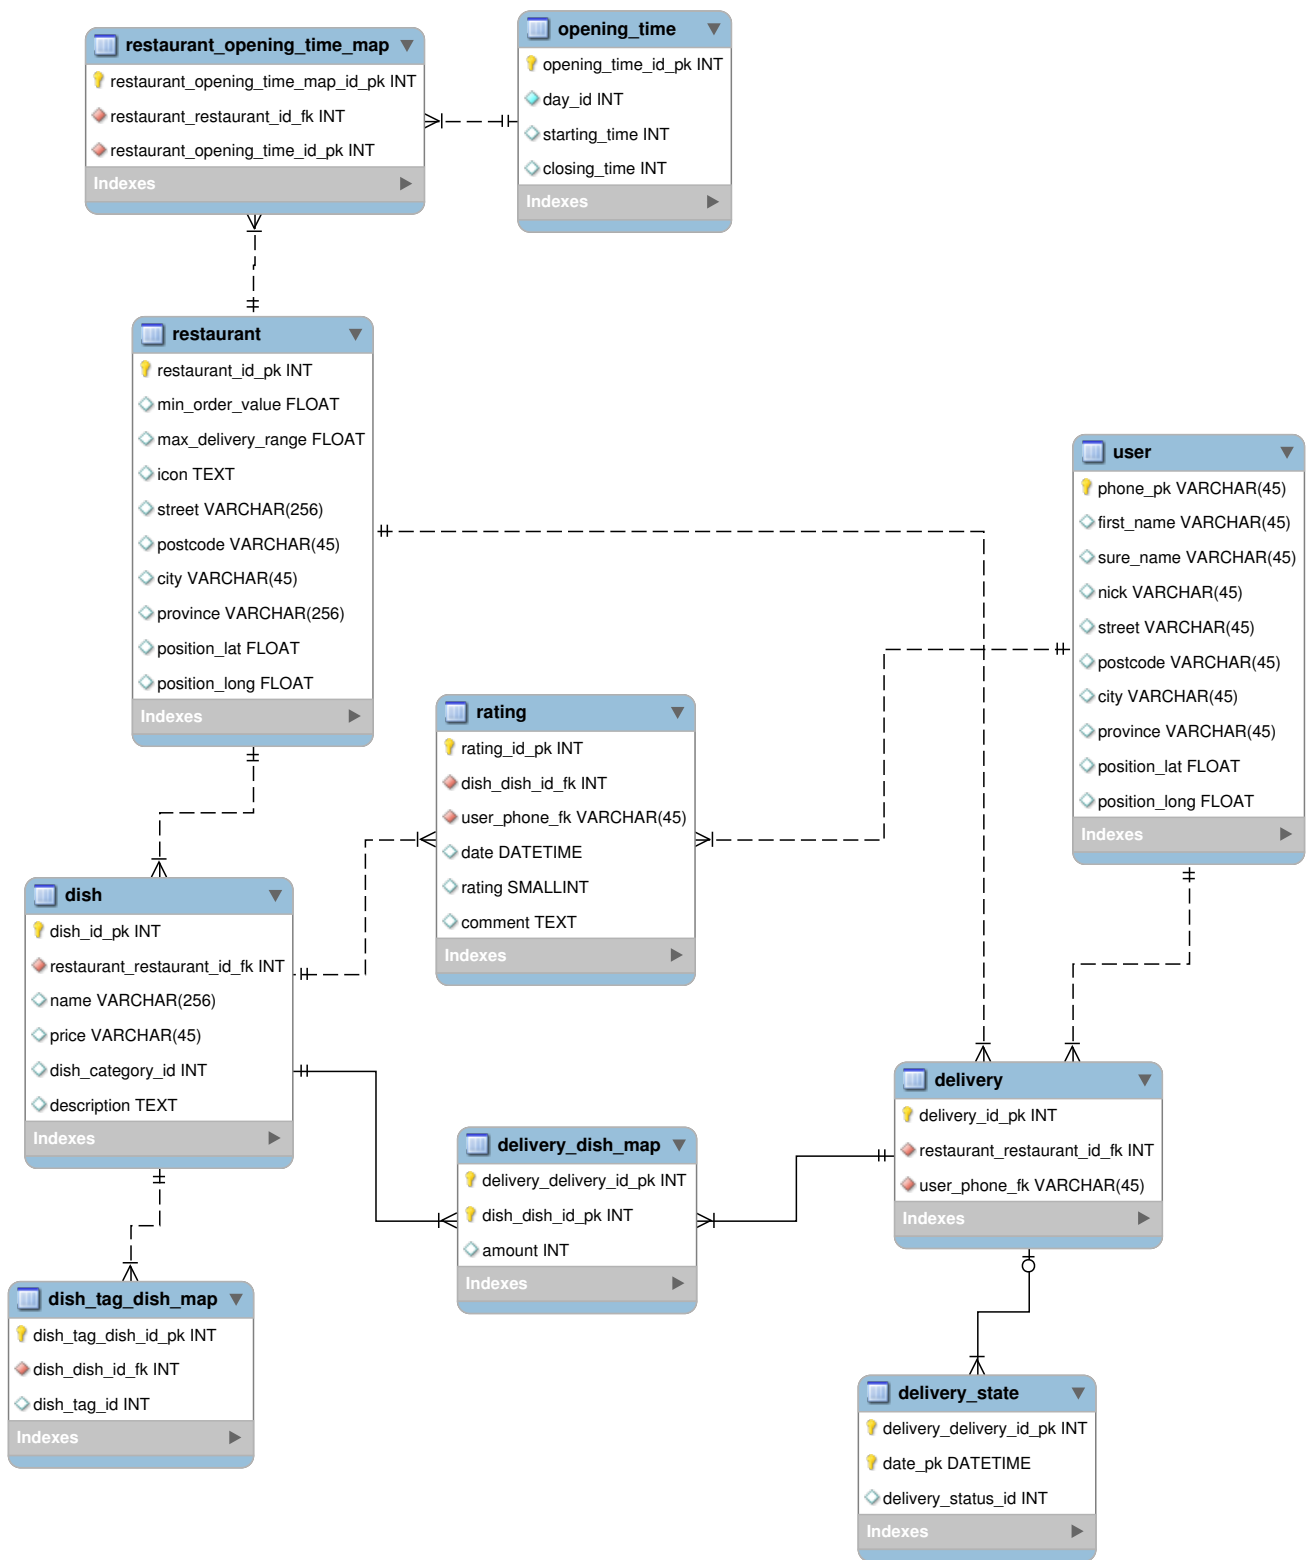 restaurant_opening_time_map
restaurant_opening_time_map_id_pk INT
restaurant_restaurant_id_fk INT
restaurant_opening_time_id_pk INT
Indexes
opening_time
opening_time_id_pk INT
day_id INT
starting_time INT
closing_time INT
Indexes
restaurant
restaurant_id_pk INT
min_order_value FLOAT
max_delivery_range FLOAT
icon TEXT
street VARCHAR(256)
postcode VARCHAR(45)
city VARCHAR(45)
province VARCHAR(256)
position_lat FLOAT
position_long FLOAT
Indexes
user
phone_pk VARCHAR(45)
first_name VARCHAR(45)
sure_name VARCHAR(45)
nick VARCHAR(45)
street VARCHAR(45)
postcode VARCHAR(45)
city VARCHAR(45)
province VARCHAR(45)
position_lat FLOAT
position_long FLOAT
Indexes
rating
rating_id_pk INT
dish_dish_id_fk INT
user_phone_fk VARCHAR(45)
date DATETIME
rating SMALLINT
comment TEXT
Indexes
dish
dish_id_pk INT
restaurant_restaurant_id_fk INT
name VARCHAR(256)
price VARCHAR(45)
dish_category_id INT
description TEXT
Indexes
delivery
delivery_id_pk INT
restaurant_restaurant_id_fk INT
user_phone_fk VARCHAR(45)
Indexes
delivery_dish_map
delivery_delivery_id_pk INT
dish_dish_id_pk INT
amount INT
Indexes
dish_tag_dish_map
dish_tag_dish_id_pk INT
dish_dish_id_fk INT
dish_tag_id INT
Indexes
delivery_state
delivery_delivery_id_pk INT
date_pk DATETIME
delivery_status_id INT
Indexes